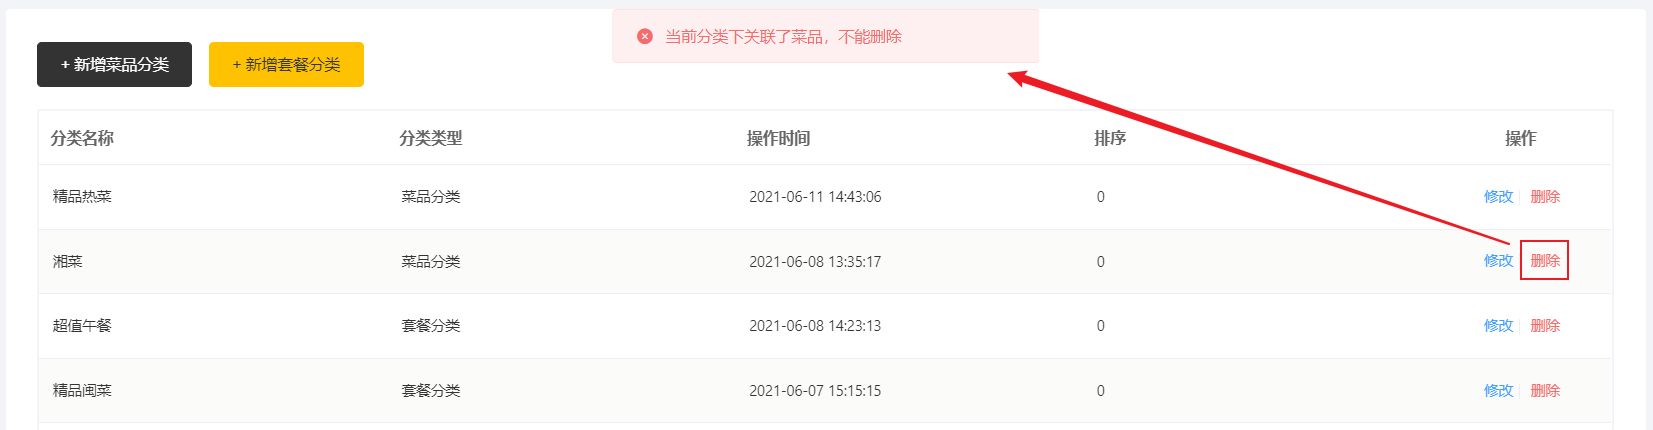 当前分类下关联了菜品，不能删除
+ 新增菜品分类 + 新增套餐分类
分类名称 分类类型 操作时间 排序 操作
精品热菜 菜品分类 2021-06-11 14:43:06 0 修改 删除
湘菜 菜品分类 2021-06-08 13:35:17 0 修改 删除
超值午餐 套餐分类 2021-06-08 14:23:13 0 修改 删除
精品闽菜 套餐分类 2021-06-07 15:15:15 0 修改 删除